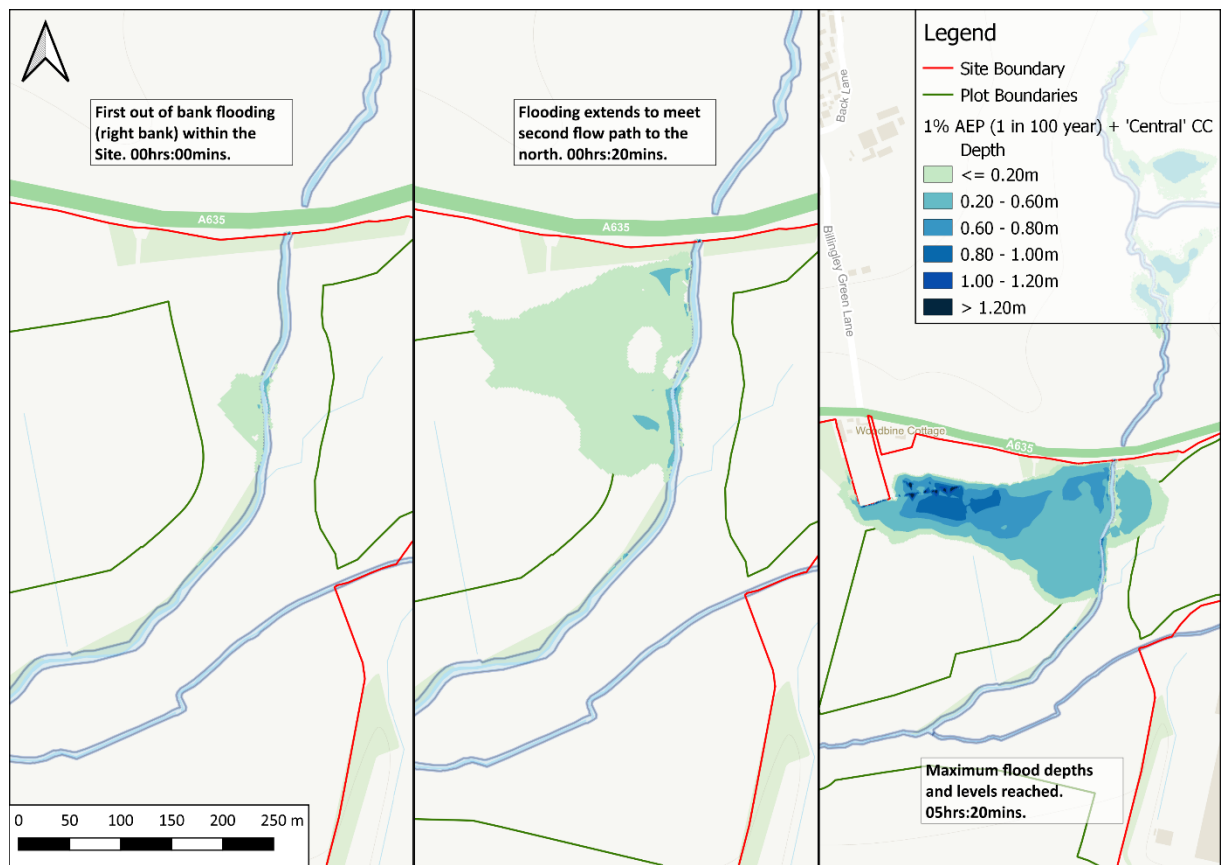 First out of bank flooding
(right bank) within the
Site. 00hrs:00mins.
A635
0 50 100 150 200 250 m
Flooding extends to meet
second flow path to the
north. 00hrs:20mins.
A635
Back Lane
Billingley Green Lane
Woodbine Cottage
A635
Legend
Site Boundary
Plot Boundaries
1% AEP (1 in 100 year) + 'Central' CC
Depth
<= 0.20m
0.20 - 0.60m
0.60 - 0.80m
0.80 - 1.00m
1.00 - 1.20m
> 1.20m
Maximum flood depths
and levels reached.
05hrs:20mins.